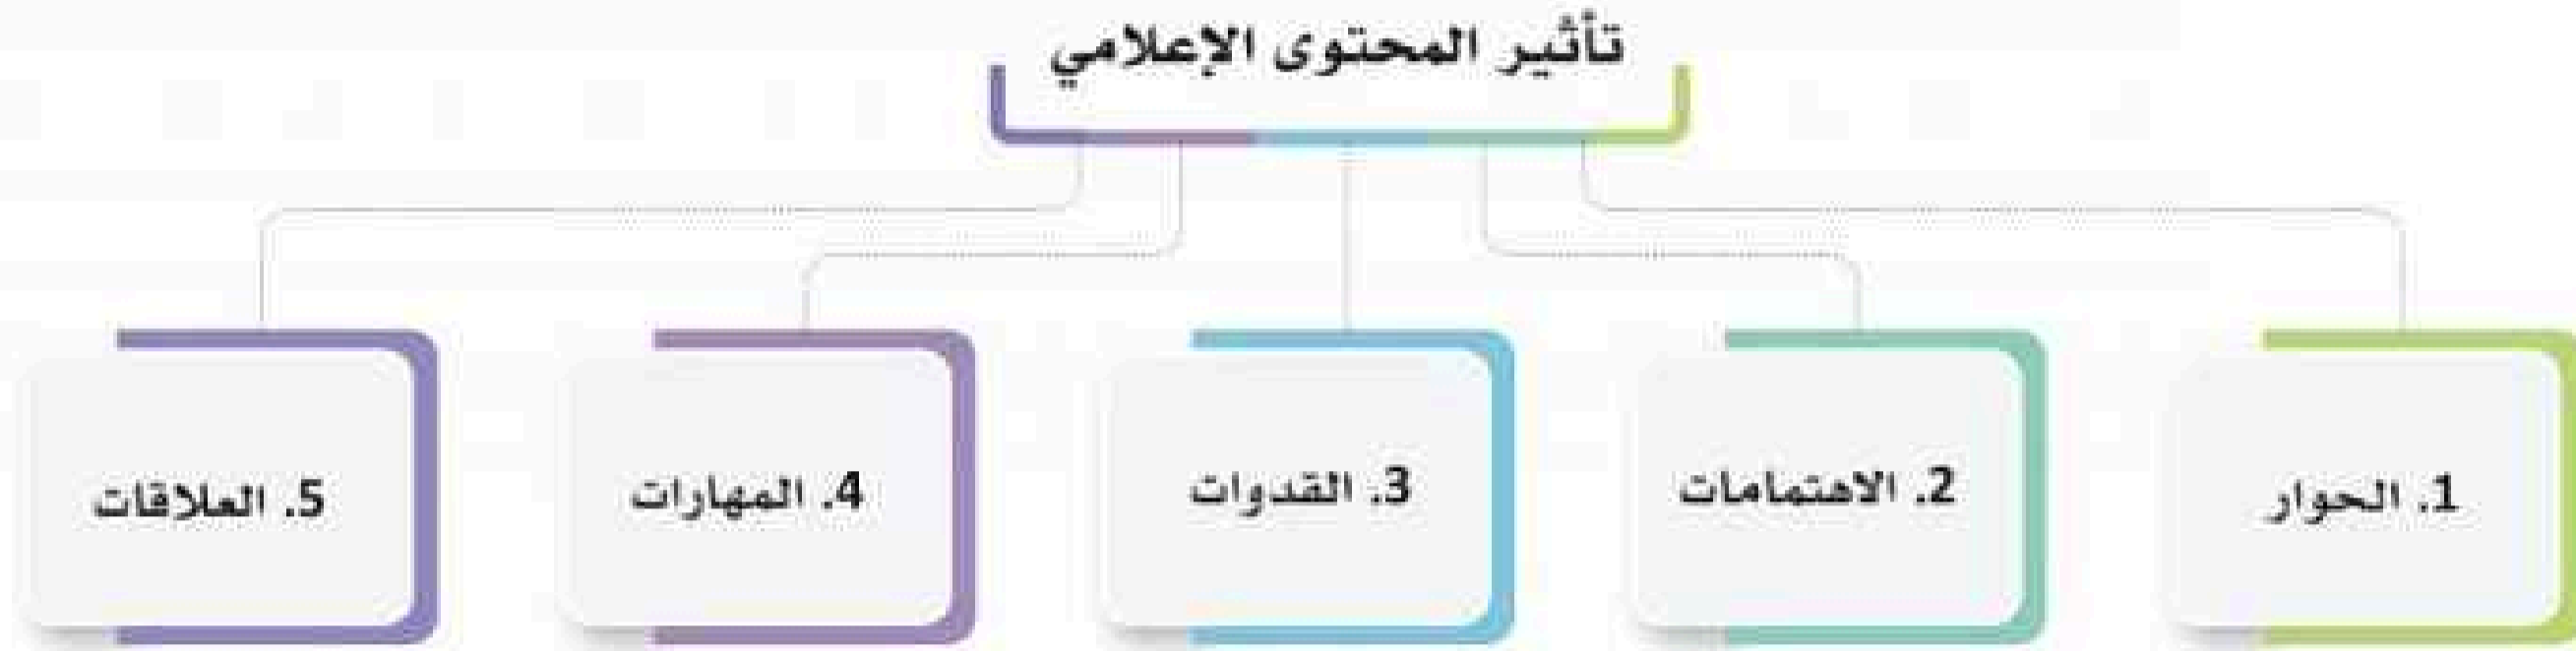 تأثير المحتوى الإعلامي
1. الحوار
2. الاهتمامات
3. القدوات
4. المهارات
5. العلاقات